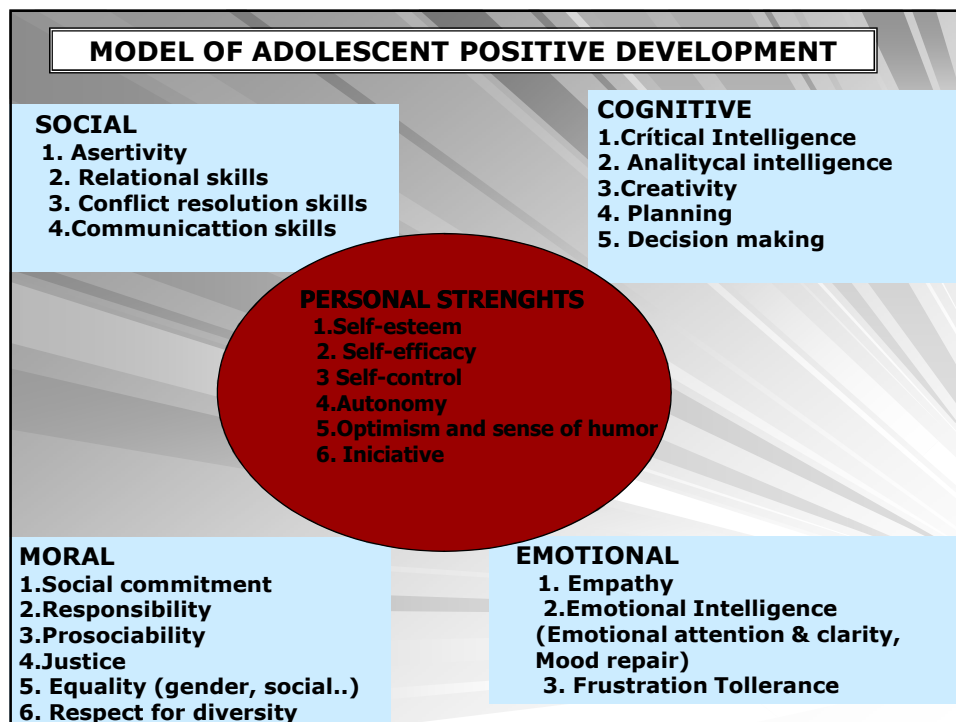 MODEL OF ADOLESCENT POSITIVE DEVELOPMENT
SOCIAL
1. Asertivity
2. Relational skills
3. Conflict resolution skills
4.Communicattion skills
COGNITIVE
1.Crítical Intelligence
2. Analitycal intelligence
3.Creativity
4. Planning
5. Decision making
PERSONAL STRENGHTS
1.Self-esteem
2. Self-efficacy
3 Self-control
4.Autonomy
5.Optimism and sense of humor
6. Iniciative
MORAL
1.Social commitment
2.Responsibility
3.Prosociability
4.Justice
5. Equality (gender, social..)
6. Respect for diversity
EMOTIONAL
1. Empathy
2.Emotional Intelligence
(Emotional attention & clarity,
Mood repair)
3. Frustration Tollerance